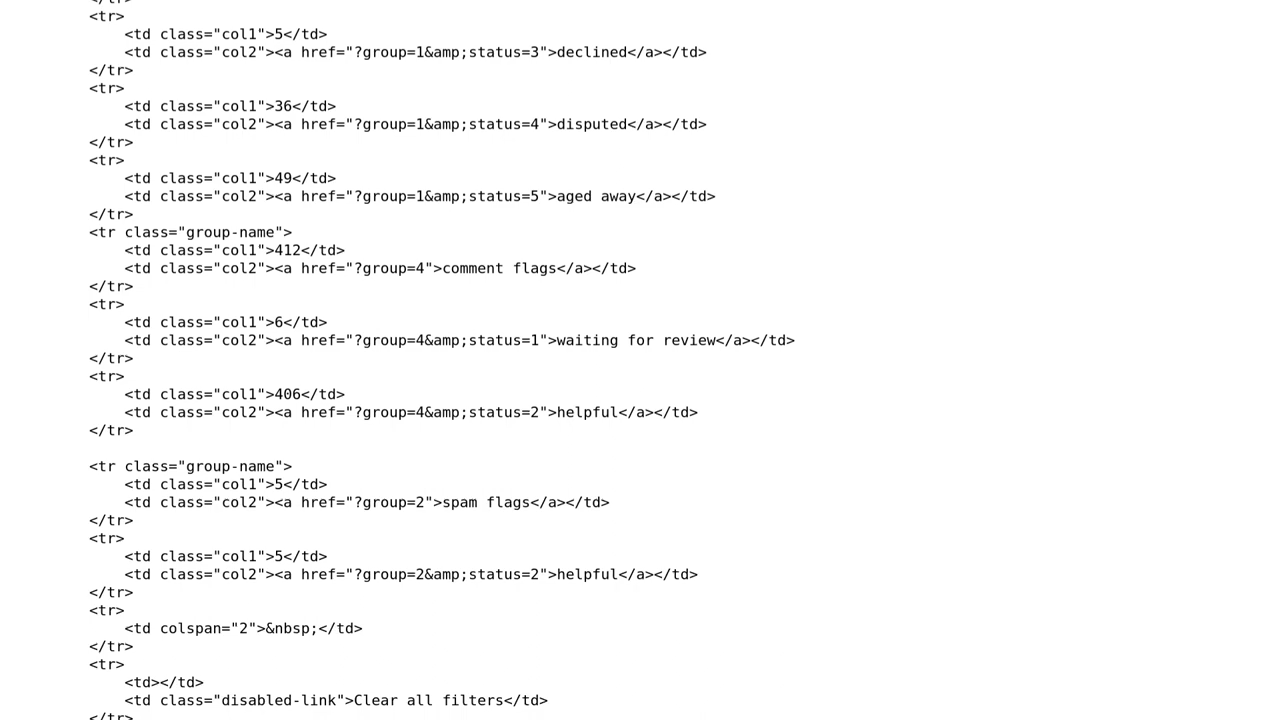 </tr>
<tr>
<td class="col1">5</td>
<td class="col2"><a href="?group=1&amp;status=3">declined</a></td>
</tr>
<tr>
<td class="col1">36</td>
<td class="col2"><a href="?group=1&amp;status=4">disputed</a></td>
</tr>
<tr>
<td class="col1">49</td>
<td class="col2"><a href="?group=1&amp;status=5">aged away</a></td>
</tr>
<tr class="group-name">
<td class="col1">412</td>
<td class="col2"><a href="?group=4">comment flags</a></td>
</tr>
<tr>
<td class="col1">6</td>
<td class="col2"><a href="?group=4&amp;status=1">waiting for review</a></td>
</tr>
<tr>
<td class="col1">406</td>
<td class="col2"><a href="?group=4&amp;status=2">helpful</a></td>
</tr>
<tr class="group-name">
<td class="col1">5</td>
<td class="col2"><a href="?group=2">spam flags</a></td>
</tr>
<tr>
<td class="col1">5</td>
<td class="col2"><a href="?group=2&amp;status=2">helpful</a></td>
</tr>
<tr>
<td colspan="2">&nbsp;</td>
</tr>
<tr>
<td></td>
<td class="disabled-link">Clear all filters</td>
</tr>